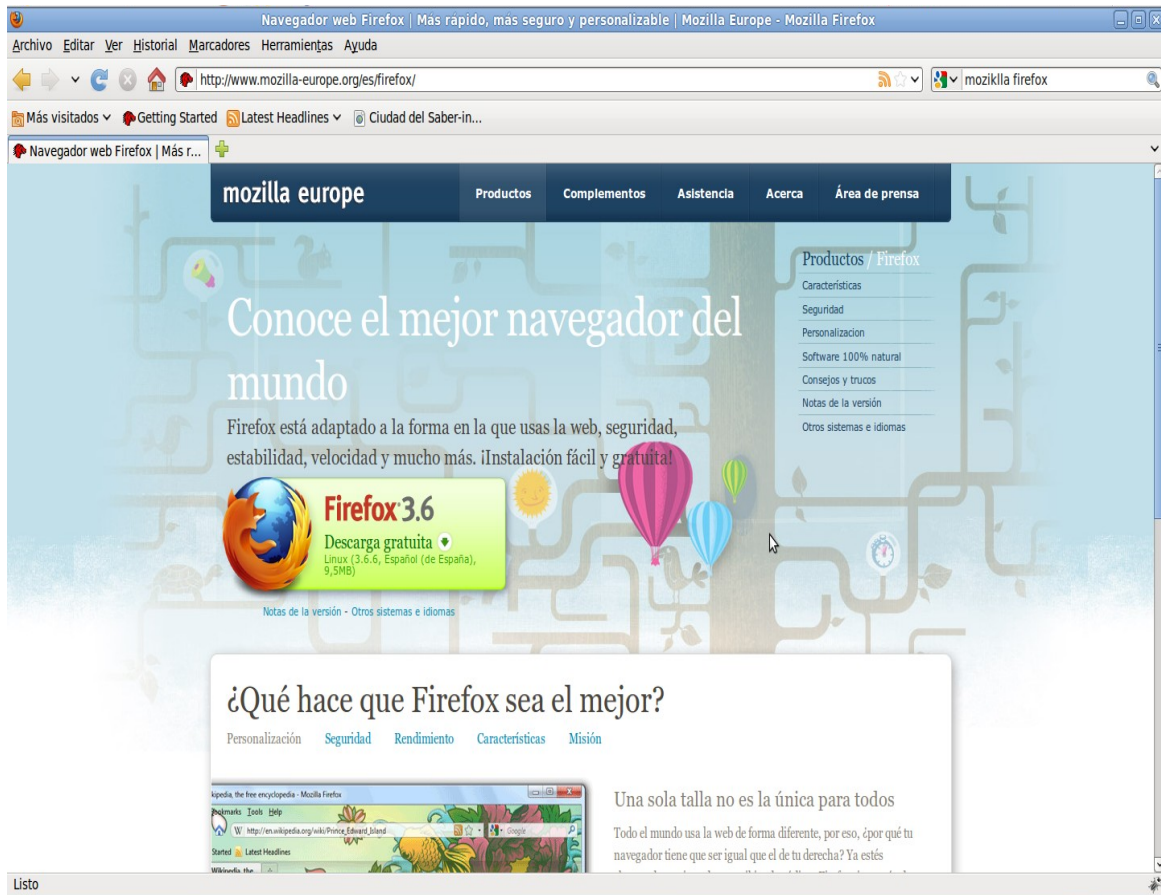 Navegador web Firefox | Más rápido, más seguro y personalizable | Mozilla Europe - Mozilla Firefox
Archivo Editar Ver Historial Marcadores Herramientas Ayuda
http://www.mozilla-europe.org/es/firefox/
moziklla firefox
Más visitados
Getting Started
Latest Headlines
Ciudad del Saber-in...
Navegador web Firefox | Más r...
mozilla europe
Productos
Complementos
Asistencia
Acerca
Área de prensa
Productos / Firefox
Características
Seguridad
Personalizacion
Software 100% natural
Consejos y trucos
Notas de la versión
Otros sistemas e idiomas
Conoce el mejor navegador del
mundo
Firefox está adaptado a la forma en la que usas la web, seguridad,
estabilidad, velocidad y mucho más. ¡Instalación fácil y gratuita!
Firefox 3.6
Descarga gratuita
Linux (3.6.6, Español (de España),
9,5MB)
Notas de la versión - Otros sistemas e idiomas
¿Qué hace que Firefox sea el mejor?
Personalización
Seguridad
Rendimiento
Características
Misión
kipedia, the free encyclopedia - Mozilla Firefox
ookmarks Tools Help
W http://en.wikipedia.org/wiki/Prince_Edward_Island
Google
Started
Latest Headlines
Wikipedia, the
Una sola talla no es la única para todos
Todo el mundo usa la web de forma diferente, por eso, ¿por qué tu
navegador tiene que ser igual que el de tu derecha? Ya estés
Listo